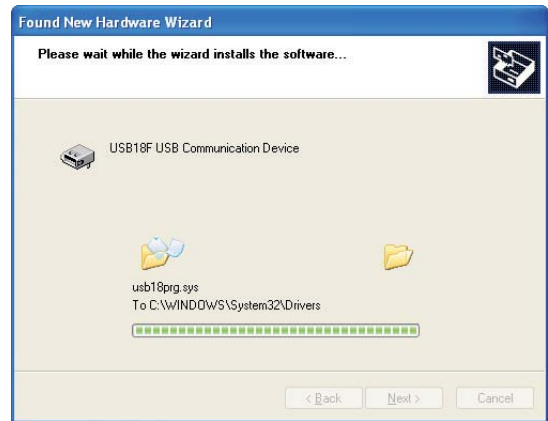 Found New Hardware Wizard
Please wait while the wizard installs the software...
USB18F USB Communication Device
usb18prg.sys
To C:\WINDOWS\System32\Drivers
< Back Next > Cancel